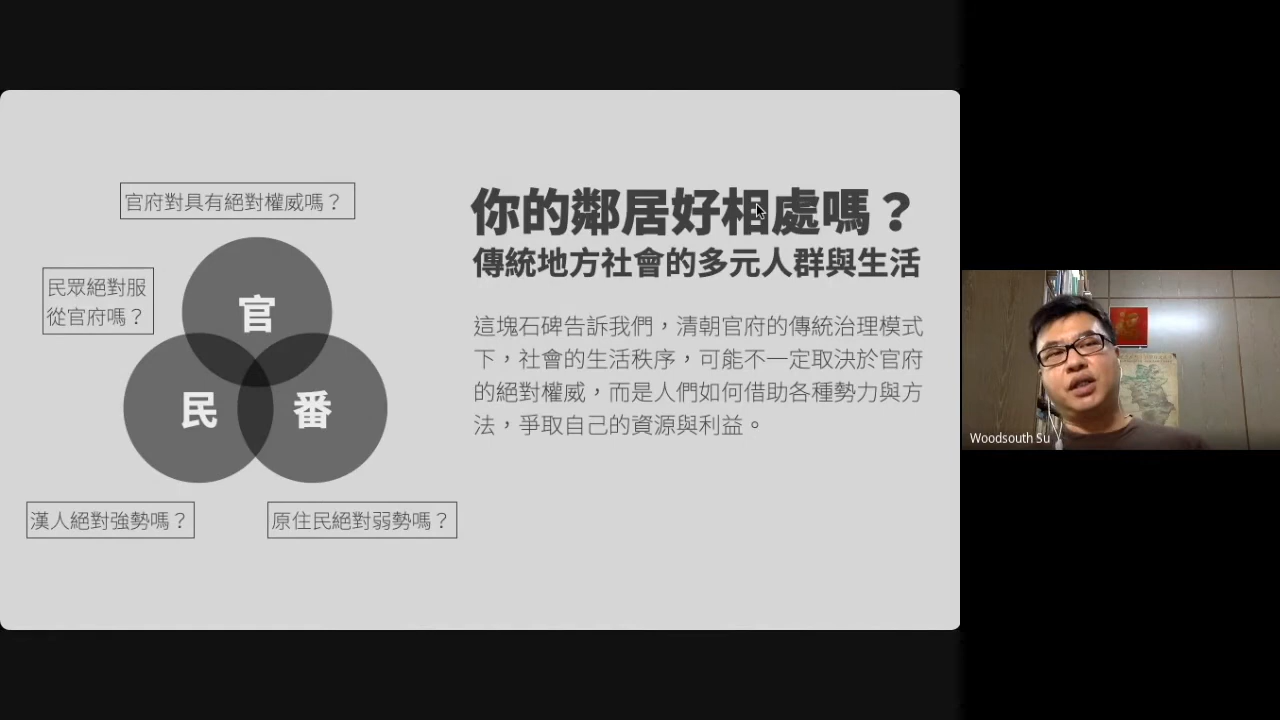 官府對具有絕對權威嗎？
民眾絕對服
從官府嗎？
官
民
番
漢人絕對強勢嗎？
原住民絕對弱勢嗎？
你的鄰居好相處嗎？
傳統地方社會的多元人群與生活
這塊石碑告訴我們，清朝官府的傳統治理模式
下，社會的生活秩序，可能不一定取決於官府
的絕對權威，而是人們如何借助各種勢力與方
法，爭取自己的資源與利益。
Woodsouth Su